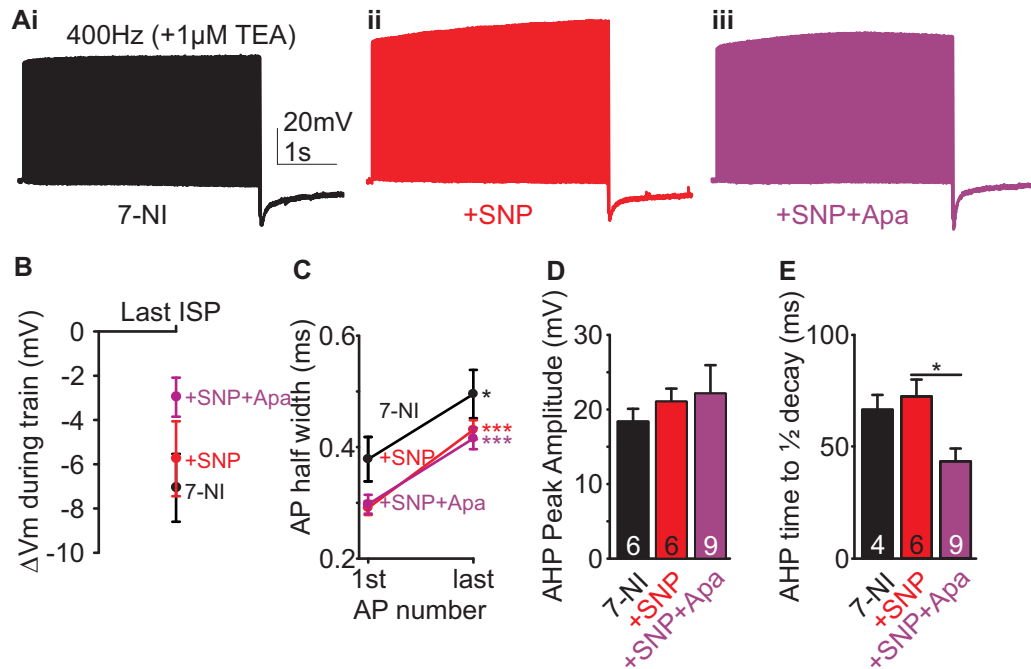 Ai
ii
iii
400Hz (+1µM TEA)
20mV
1s
7-NI
+SNP
+SNP+Apa
B
Last ISP
ΔVm during train (mV)
0
-2
-4
-6
-8
-10
+SNP+Apa
+SNP
7-NI
C
AP half width (ms)
0.6
0.4
0.2
7-NI
+SNP
+SNP+Apa
*
***
***
1st last
AP number
D
AHP Peak Amplitude (mV)
30
20
10
0
6 6 9
7-NI
+SNP
+SNP+Apa
E
AHP time to ½ decay (ms)
100
50
0
*
4 6 9
7-NI
+SNP
+SNP+Apa